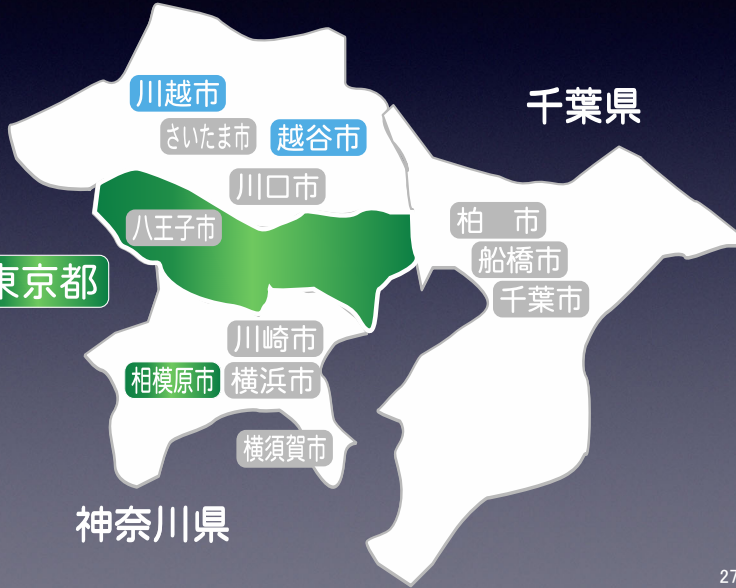 川越市
千葉県
さいたま市
越谷市
川口市
八王子市
柏 市
船橋市
東京都
千葉市
川崎市
相模原市
横浜市
横須賀市
神奈川県
27